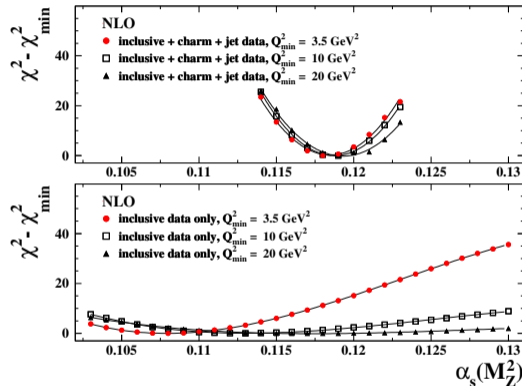 χ² - χ²min
NLO
inclusive + charm + jet data, Q²min = 3.5 GeV²
inclusive + charm + jet data, Q²min = 10 GeV²
inclusive + charm + jet data, Q²min = 20 GeV²
40
20
0
0.105 0.11 0.115 0.12 0.125 0.13
χ² - χ²min
NLO
inclusive data only, Q²min = 3.5 GeV²
inclusive data only, Q²min = 10 GeV²
inclusive data only, Q²min = 20 GeV²
40
20
0
0.105 0.11 0.115 0.12 0.125 0.13
αs(M²Z)